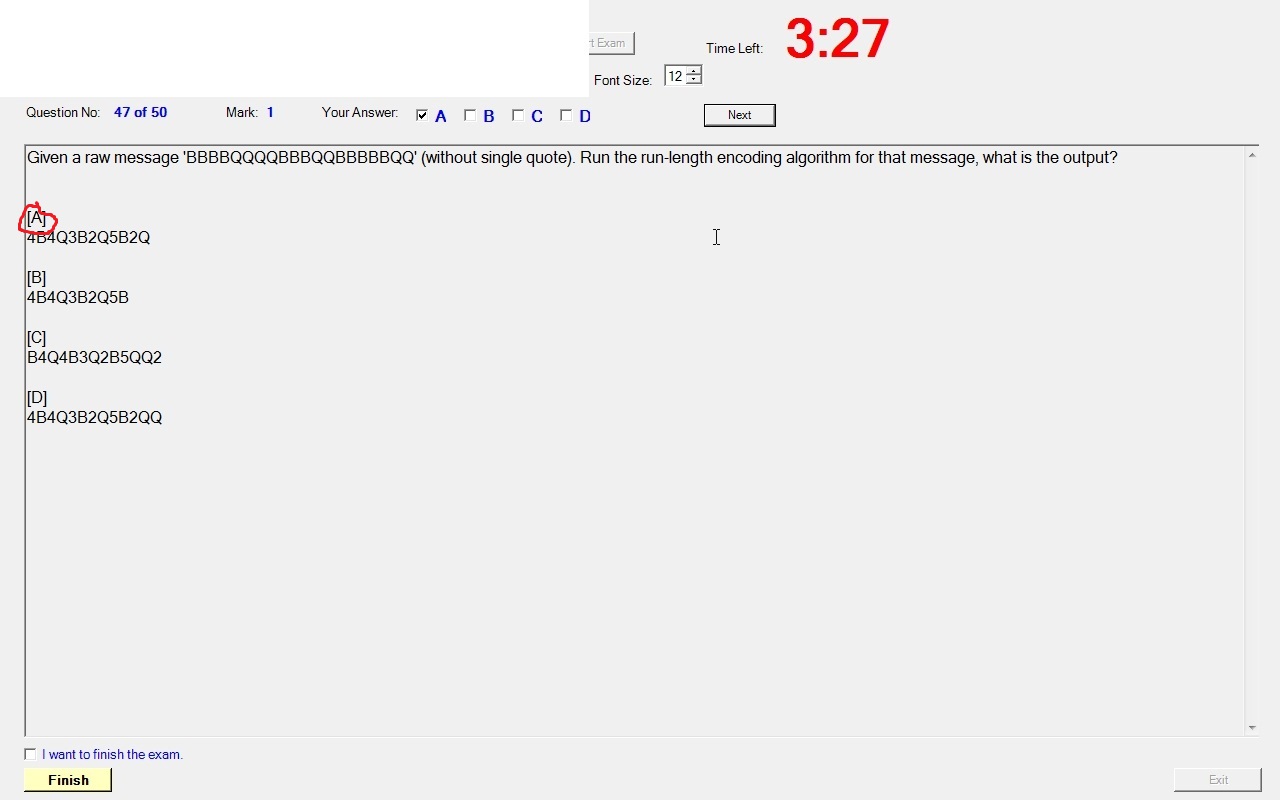 t Exam
Time Left: 3:27
Font Size: 12
Question No: 47 of 50 Mark: 1 Your Answer: A B C D Next
Given a raw message 'BBBBQQQQBBBQQBBBBBQQ' (without single quote). Run the run-length encoding algorithm for that message, what is the output?
[A]
4B4Q3B2Q5B2Q
[B]
4B4Q3B2Q5B
[C]
B4Q4B3Q2B5QQ2
[D]
4B4Q3B2Q5B2QQ
I want to finish the exam.
Finish Exit